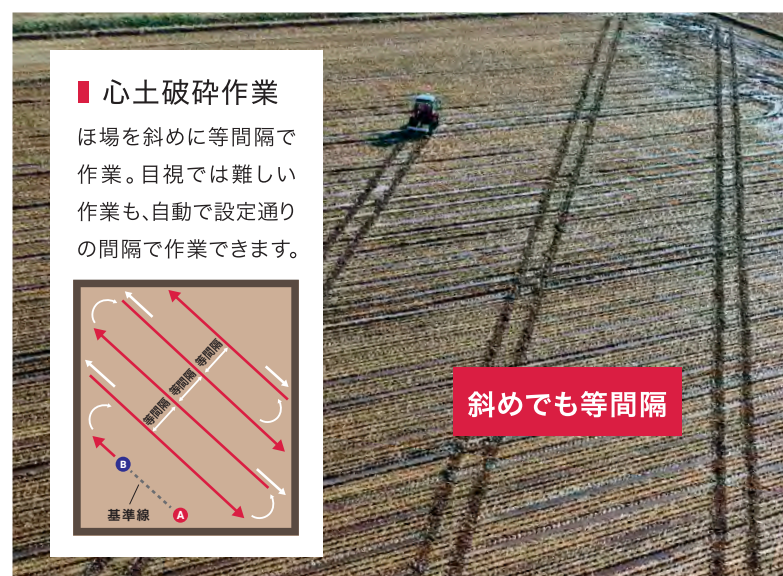 心土破砕作業
ほ場を斜めに等間隔で
作業。目視では難しい
作業も、自動で設定通り
の間隔で作業できます。
等間隔
等間隔
等間隔
B
基準線
A
斜めでも等間隔